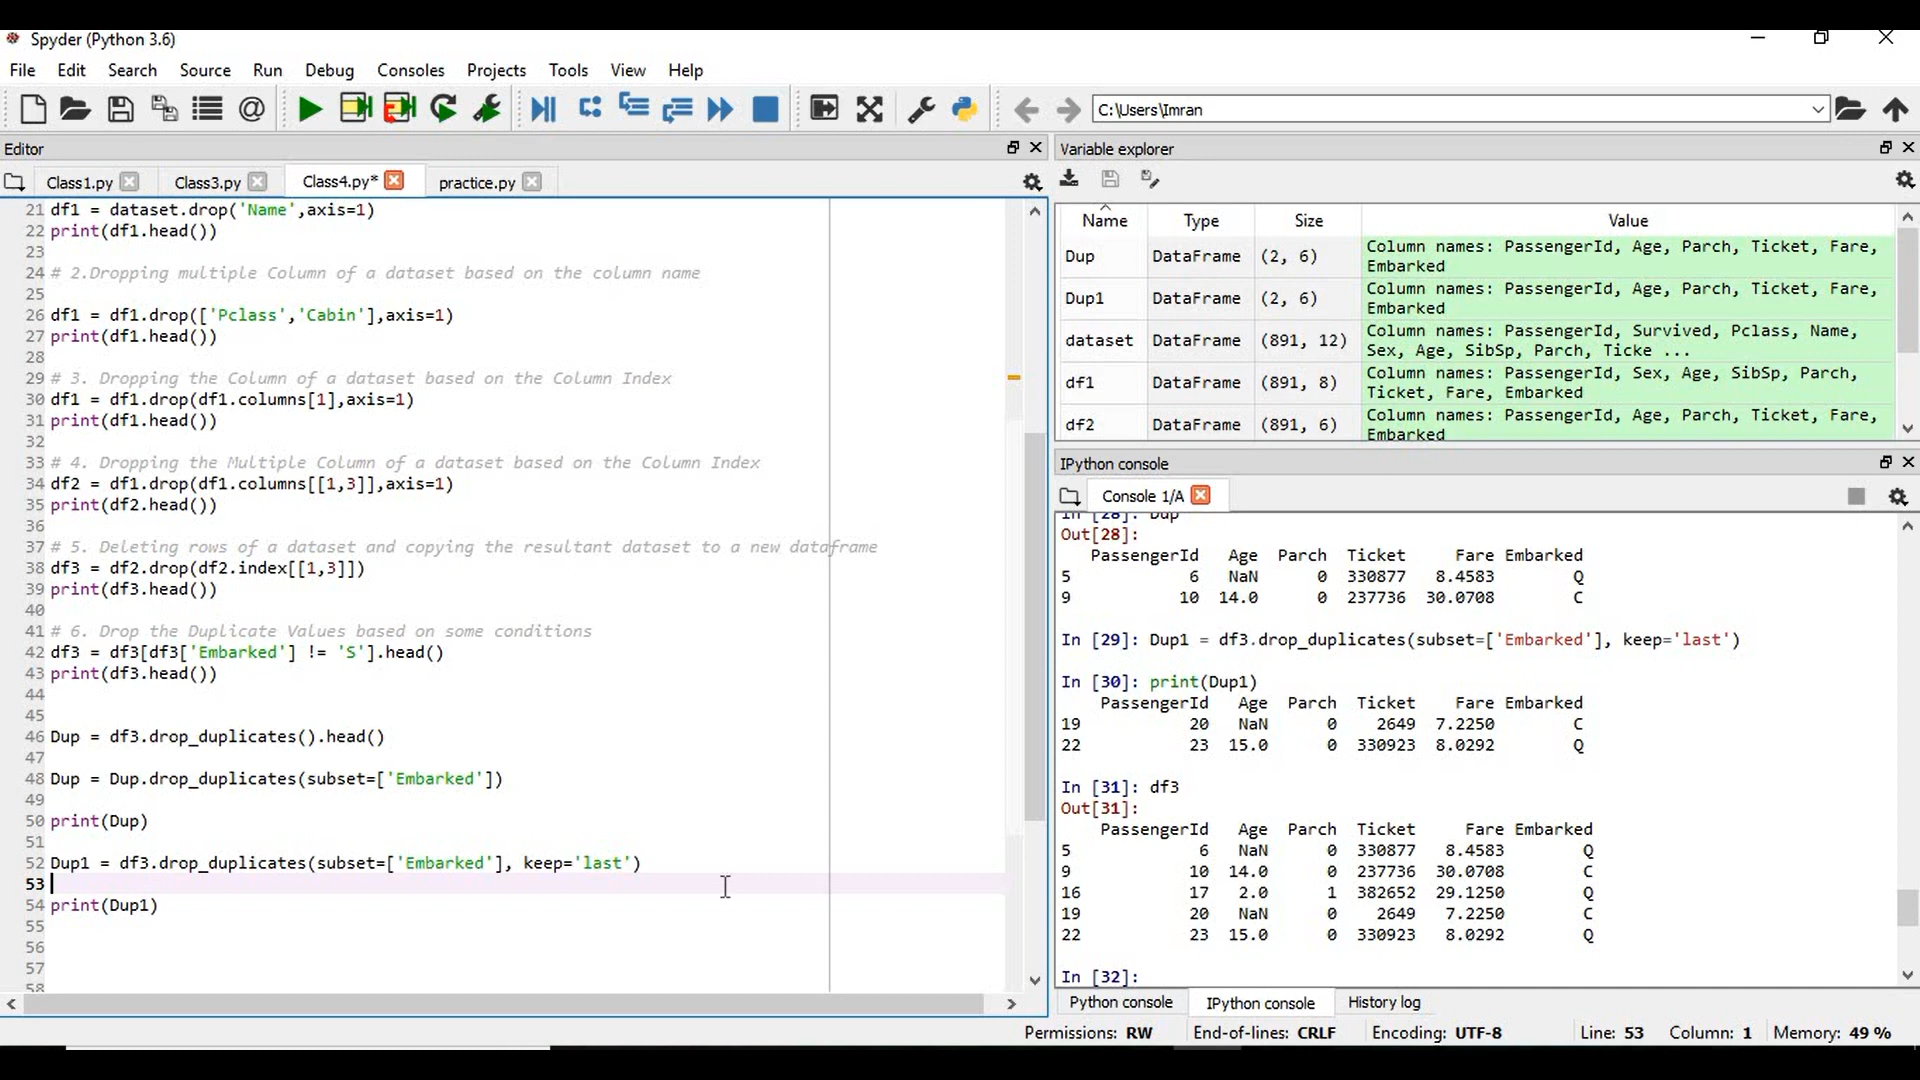 Spyder (Python 3.6)
File Edit Search Source Run Debug Consoles Projects Tools View Help
C:\Users\Imran
Editor
Class1.py Class3.py Class4.py* practice.py
21 df1 = dataset.drop('Name',axis=1)
22 print(df1.head())
23
24 # 2.Dropping multiple Column of a dataset based on the column name
25
26 df1 = df1.drop(['Pclass','Cabin'],axis=1)
27 print(df1.head())
28
29 # 3. Dropping the Column of a dataset based on the Column Index
30 df1 = df1.drop(df1.columns[1],axis=1)
31 print(df1.head())
32
33 # 4. Dropping the Multiple Column of a dataset based on the Column Index
34 df2 = df1.drop(df1.columns[[1,3]],axis=1)
35 print(df2.head())
36
37 # 5. Deleting rows of a dataset and copying the resultant dataset to a new dataframe
38 df3 = df2.drop(df2.index[[1,3]])
39 print(df3.head())
40
41 # 6. Drop the Duplicate Values based on some conditions
42 df3 = df3[df3['Embarked'] != 'S'].head()
43 print(df3.head())
44
45
46 Dup = df3.drop_duplicates().head()
47
48 Dup = Dup.drop_duplicates(subset=['Embarked'])
49
50 print(Dup)
51
52 Dup1 = df3.drop_duplicates(subset=['Embarked'], keep='last')
53
54 print(Dup1)
55
56
57
58
Variable explorer
Name Type Size Value
Dup DataFrame (2, 6) Column names: PassengerId, Age, Parch, Ticket, Fare,
Embarked
Dup1 DataFrame (2, 6) Column names: PassengerId, Age, Parch, Ticket, Fare,
Embarked
dataset DataFrame (891, 12) Column names: PassengerId, Survived, Pclass, Name,
Sex, Age, SibSp, Parch, Ticke ...
df1 DataFrame (891, 8) Column names: PassengerId, Sex, Age, SibSp, Parch,
Ticket, Fare, Embarked
df2 DataFrame (891, 6) Column names: PassengerId, Age, Parch, Ticket, Fare,
Embarked
IPython console
Console 1/A
In [28]: Dup
Out[28]:
PassengerId Age Parch Ticket Fare Embarked
5 6 NaN 0 330877 8.4583 Q
9 10 14.0 0 237736 30.0708 C
In [29]: Dup1 = df3.drop_duplicates(subset=['Embarked'], keep='last')
In [30]: print(Dup1)
PassengerId Age Parch Ticket Fare Embarked
19 20 NaN 0 2649 7.2250 C
22 23 15.0 0 330923 8.0292 Q
In [31]: df3
Out[31]:
PassengerId Age Parch Ticket Fare Embarked
5 6 NaN 0 330877 8.4583 Q
9 10 14.0 0 237736 30.0708 C
16 17 2.0 1 382652 29.1250 Q
19 20 NaN 0 2649 7.2250 C
22 23 15.0 0 330923 8.0292 Q
In [32]:
Python console IPython console History log
Permissions: RW End-of-lines: CRLF Encoding: UTF-8 Line: 53 Column: 1 Memory: 49 %